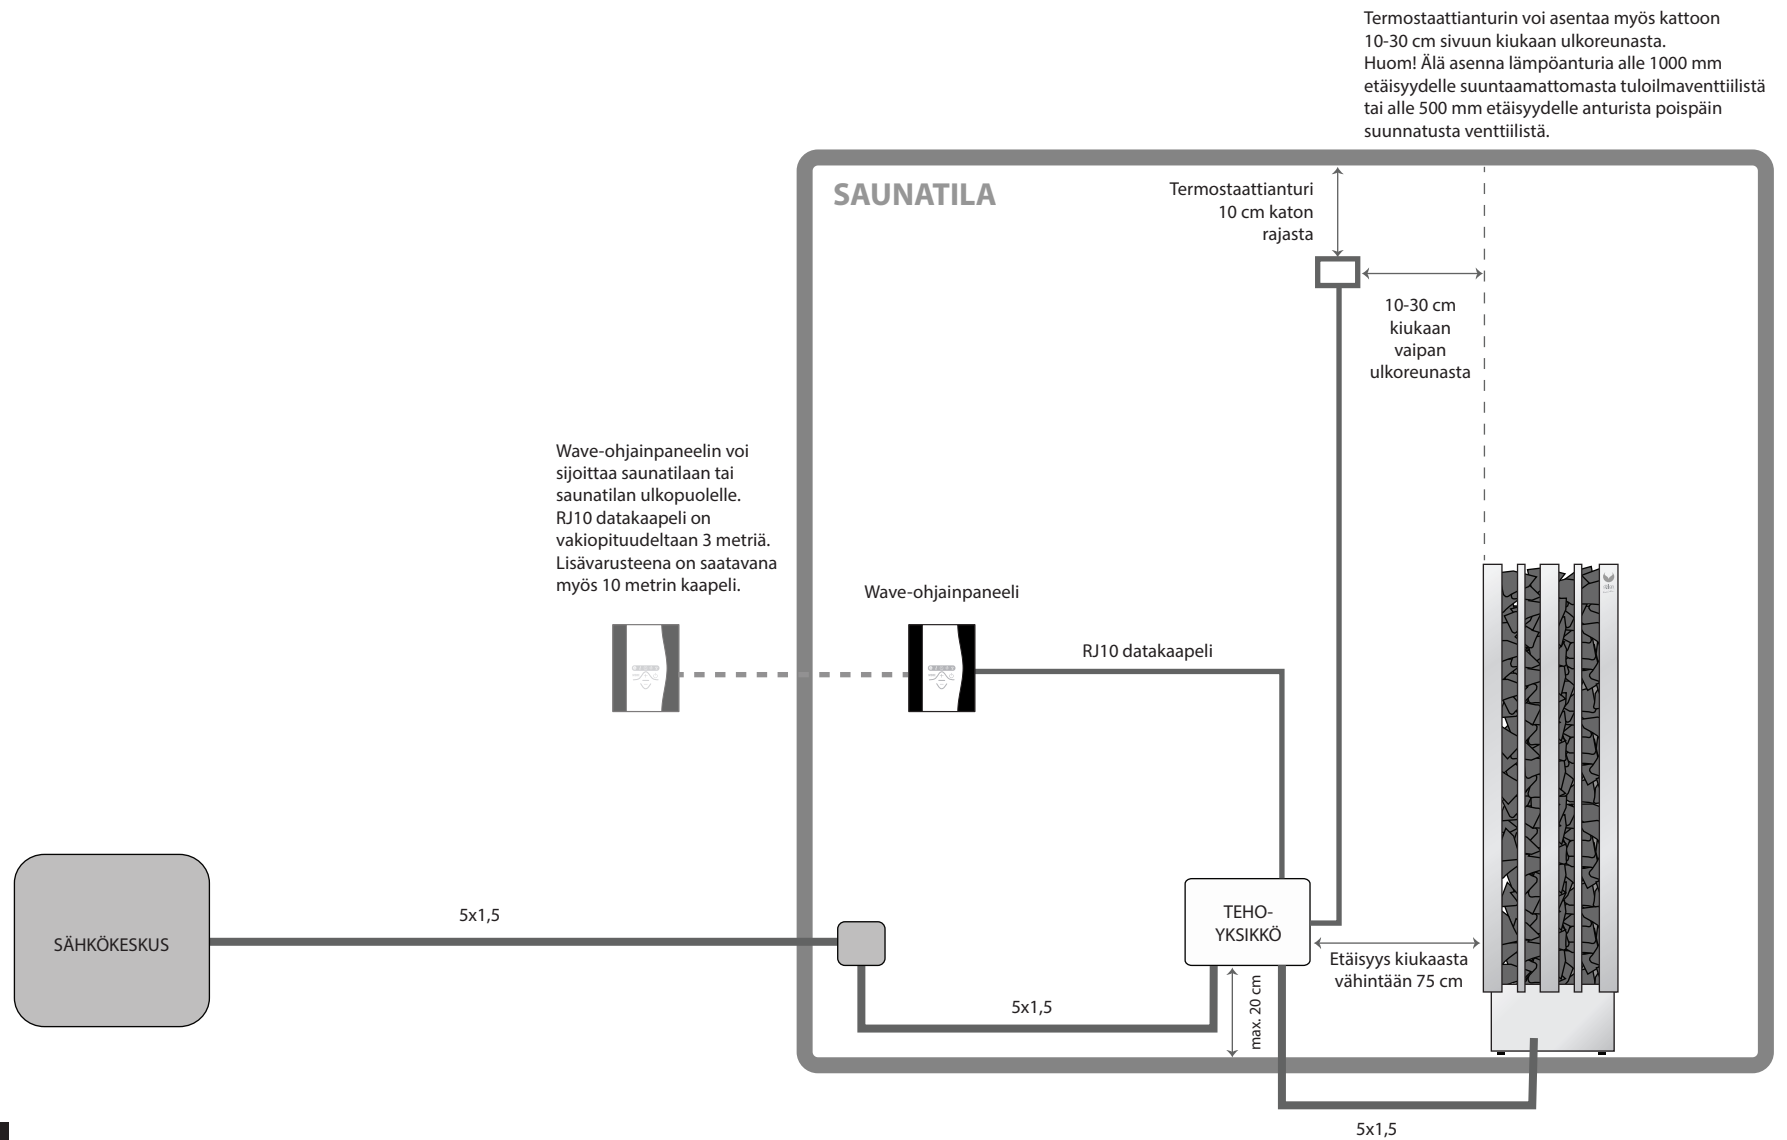 Termostaattianturin voi asentaa myös kattoon
10-30 cm sivuun kiukaan ulkoreunasta.
Huom! Älä asenna lämpöanturia alle 1000 mm
etäisyydelle suuntaamattomasta tuloilmaventtiilistä
tai alle 500 mm etäisyydelle anturista poispäin
suunnatusta venttiilistä.
SAUNATILA
Termostaattianturi
10 cm katon
rajasta
10-30 cm
kiukaan
vaipan
ulkoreunasta
Wave-ohjainpaneelin voi
sijoittaa saunatilaan tai
saunatilan ulkopuolelle.
RJ10 datakaapeli on
vakiopituudeltaan 3 metriä.
Lisävarusteena on saatavana
myös 10 metrin kaapeli.
Wave-ohjainpaneeli
RJ10 datakaapeli
SÄHKÖKESKUS
5x1,5
TEHO-
YKSIKKÖ
Etäisyys kiukaasta
vähintään 75 cm
5x1,5
max. 20 cm
5x1,5